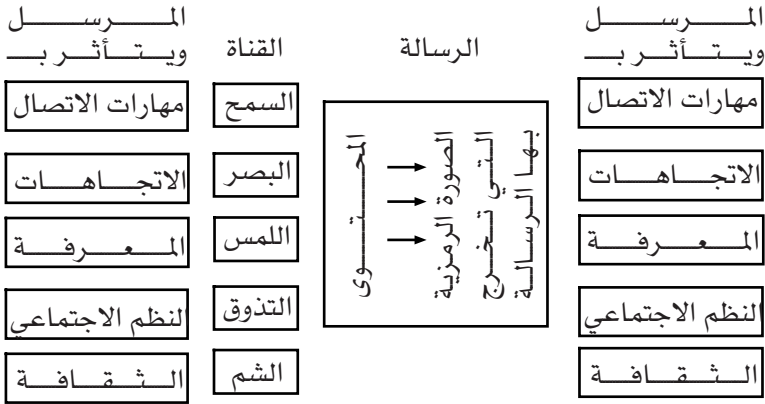 المرسل
ويتأثر بـ
مهارات الاتصال
الاتجاهات
المعرفة
النظم الاجتماعي
الثقافة
الرسالة
المحتوى
الصورة الرمزية
التي تخرج
بها الرسالة
القناة
السمح
البصر
اللمس
التذوق
الشم
المرسل
ويتأثر بـ
مهارات الاتصال
الاتجاهات
المعرفة
النظم الاجتماعي
الثقافة